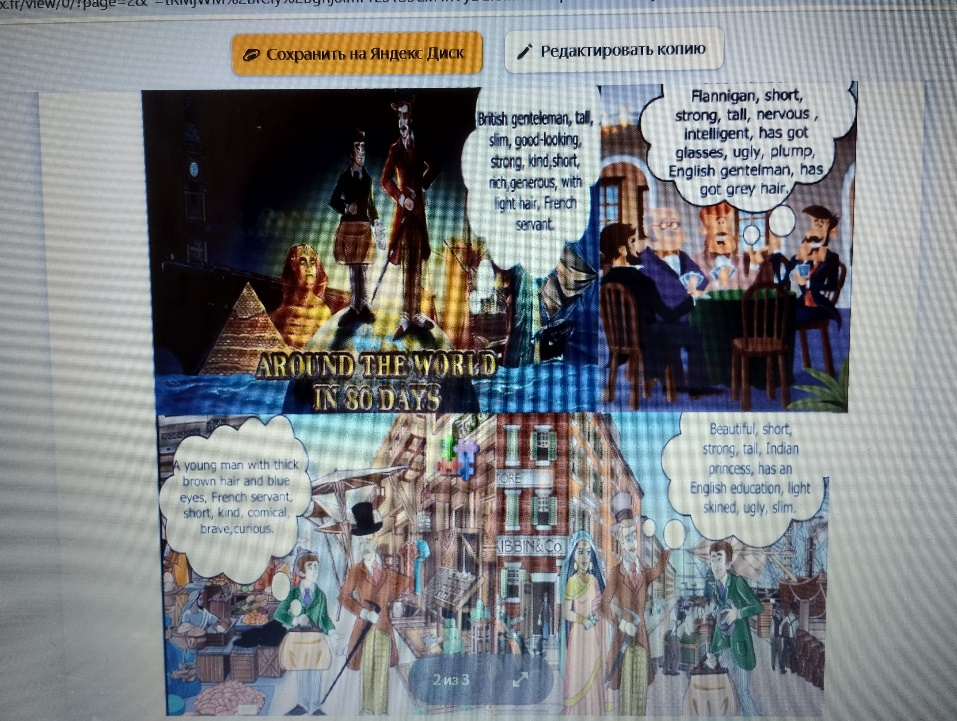 Сохранить на Яндекс Диск
Редактировать копию
British genteleman, tall,
slim, good-looking,
strong, kind,short,
rich,generous, with
light hair, French
servant.
Flannigan, short,
strong, tall, nervous ,
intelligent, has got
glasses, ugly, plump,
English gentelman, has
got grey hair.
AROUND THE WORLD
IN 80 DAYS
A young man with thick
brown hair and blue
eyes, French servant,
short, kind, comical,
brave,curious.
Beautiful, short,
strong, tall, Indian
princess, has an
English education, light
skined, ugly, slim.
IBBIN&Co
2 из 3